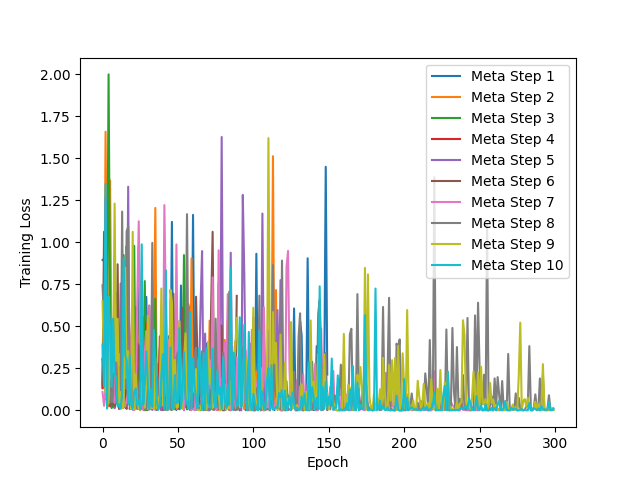 2.00
1.75
1.50
1.25
1.00
0.75
0.50
0.25
0.00
Training Loss
0
50
100
150
200
250
300
Epoch
Meta Step 1
Meta Step 2
Meta Step 3
Meta Step 4
Meta Step 5
Meta Step 6
Meta Step 7
Meta Step 8
Meta Step 9
Meta Step 10